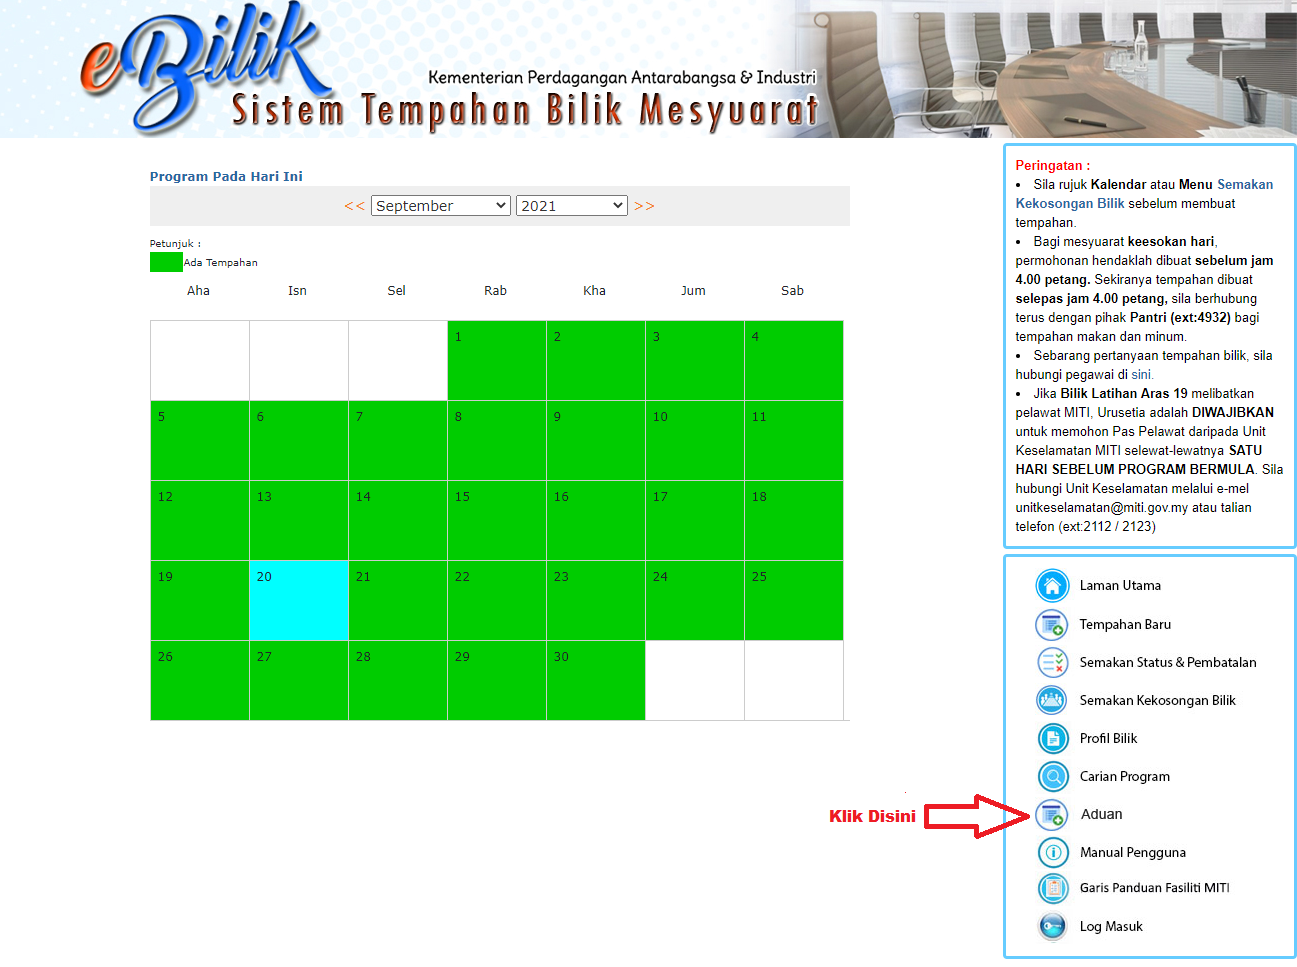 eBilik
Kementerian Perdagangan Antarabangsa & Industri
Sistem Tempahan Bilik Mesyuarat
Program Pada Hari Ini
<< September 2021 >>
Petunjuk :
Ada Tempahan
Aha Isn Sel Rab Kha Jum Sab
1 2 3 4
5 6 7 8 9 10 11
12 13 14 15 16 17 18
19 20 21 22 23 24 25
26 27 28 29 30
Peringatan :
• Sila rujuk Kalendar atau Menu Semakan
Kekosongan Bilik sebelum membuat
tempahan.
• Bagi mesyuarat keesokan hari,
permohonan hendaklah dibuat sebelum jam
4.00 petang. Sekiranya tempahan dibuat
selepas jam 4.00 petang, sila berhubung
terus dengan pihak Pantri (ext:4932) bagi
tempahan makan dan minum.
• Sebarang pertanyaan tempahan bilik, sila
hubungi pegawai di sini.
• Jika Bilik Latihan Aras 19 melibatkan
pelawat MITI, Urusetia adalah DIWAJIBKAN
untuk memohon Pas Pelawat daripada Unit
Keselamatan MITI selewat-lewatnya SATU
HARI SEBELUM PROGRAM BERMULA. Sila
hubungi Unit Keselamatan melalui e-mel
unitkeselamatan@miti.gov.my atau talian
telefon (ext:2112 / 2123)
Laman Utama
Tempahan Baru
Semakan Status & Pembatalan
Semakan Kekosongan Bilik
Profil Bilik
Carian Program
Klik Disini
Aduan
Manual Pengguna
Garis Panduan Fasiliti MITI
Log Masuk